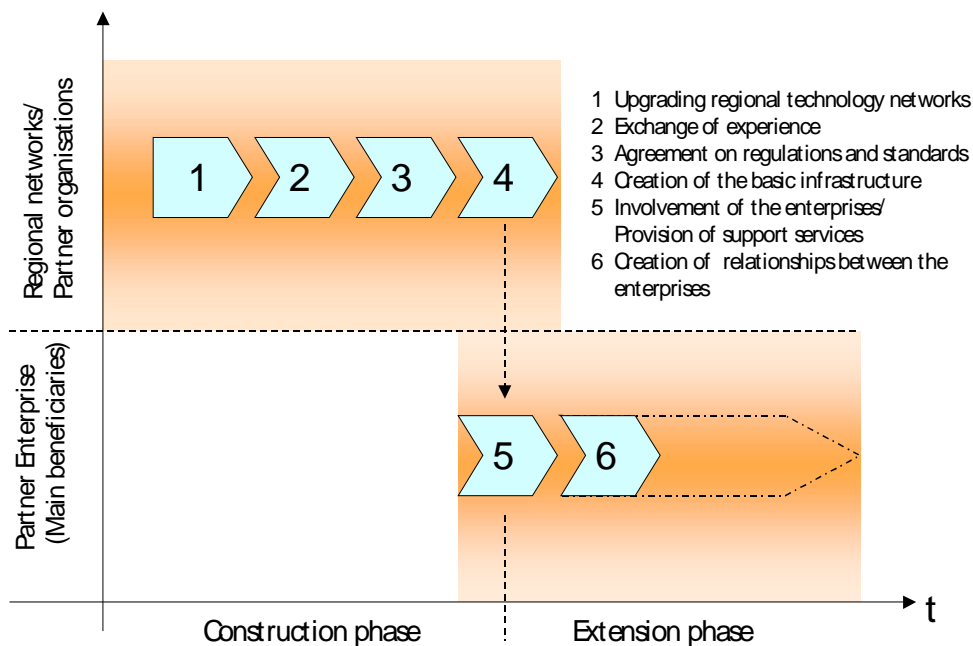 Regional networks/
Partner organisations
1
2
3
4
1 Upgrading regional technology networks
2 Exchange of experience
3 Agreement on regulations and standards
4 Creation of the basic infrastructure
5 Involvement of the enterprises/
Provision of support services
6 Creation of relationships between the
enterprises
Partner Enterprise
(Main beneficiaries)
5
6
t
Construction phase
Extension phase